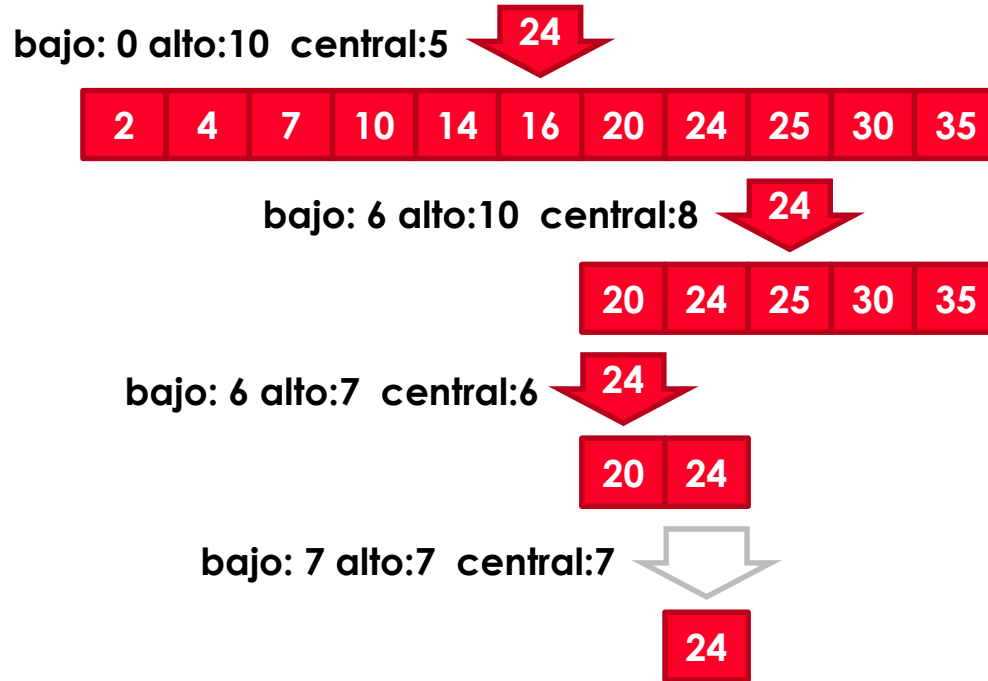 bajo: 0 alto:10 central:5 24
2 4 7 10 14 16 20 24 25 30 35
bajo: 6 alto:10 central:8 24
20 24 25 30 35
bajo: 6 alto:7 central:6 24
20 24
bajo: 7 alto:7 central:7
24